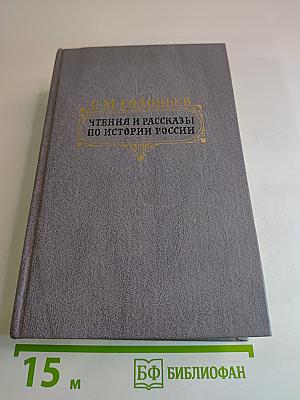 С. М. СОЛОВЬЕВ
ЧТЕНИЯ И РАССКАЗЫ
ПО ИСТОРИИ РОССИИ
15 м
БФ БИБЛИОФАН